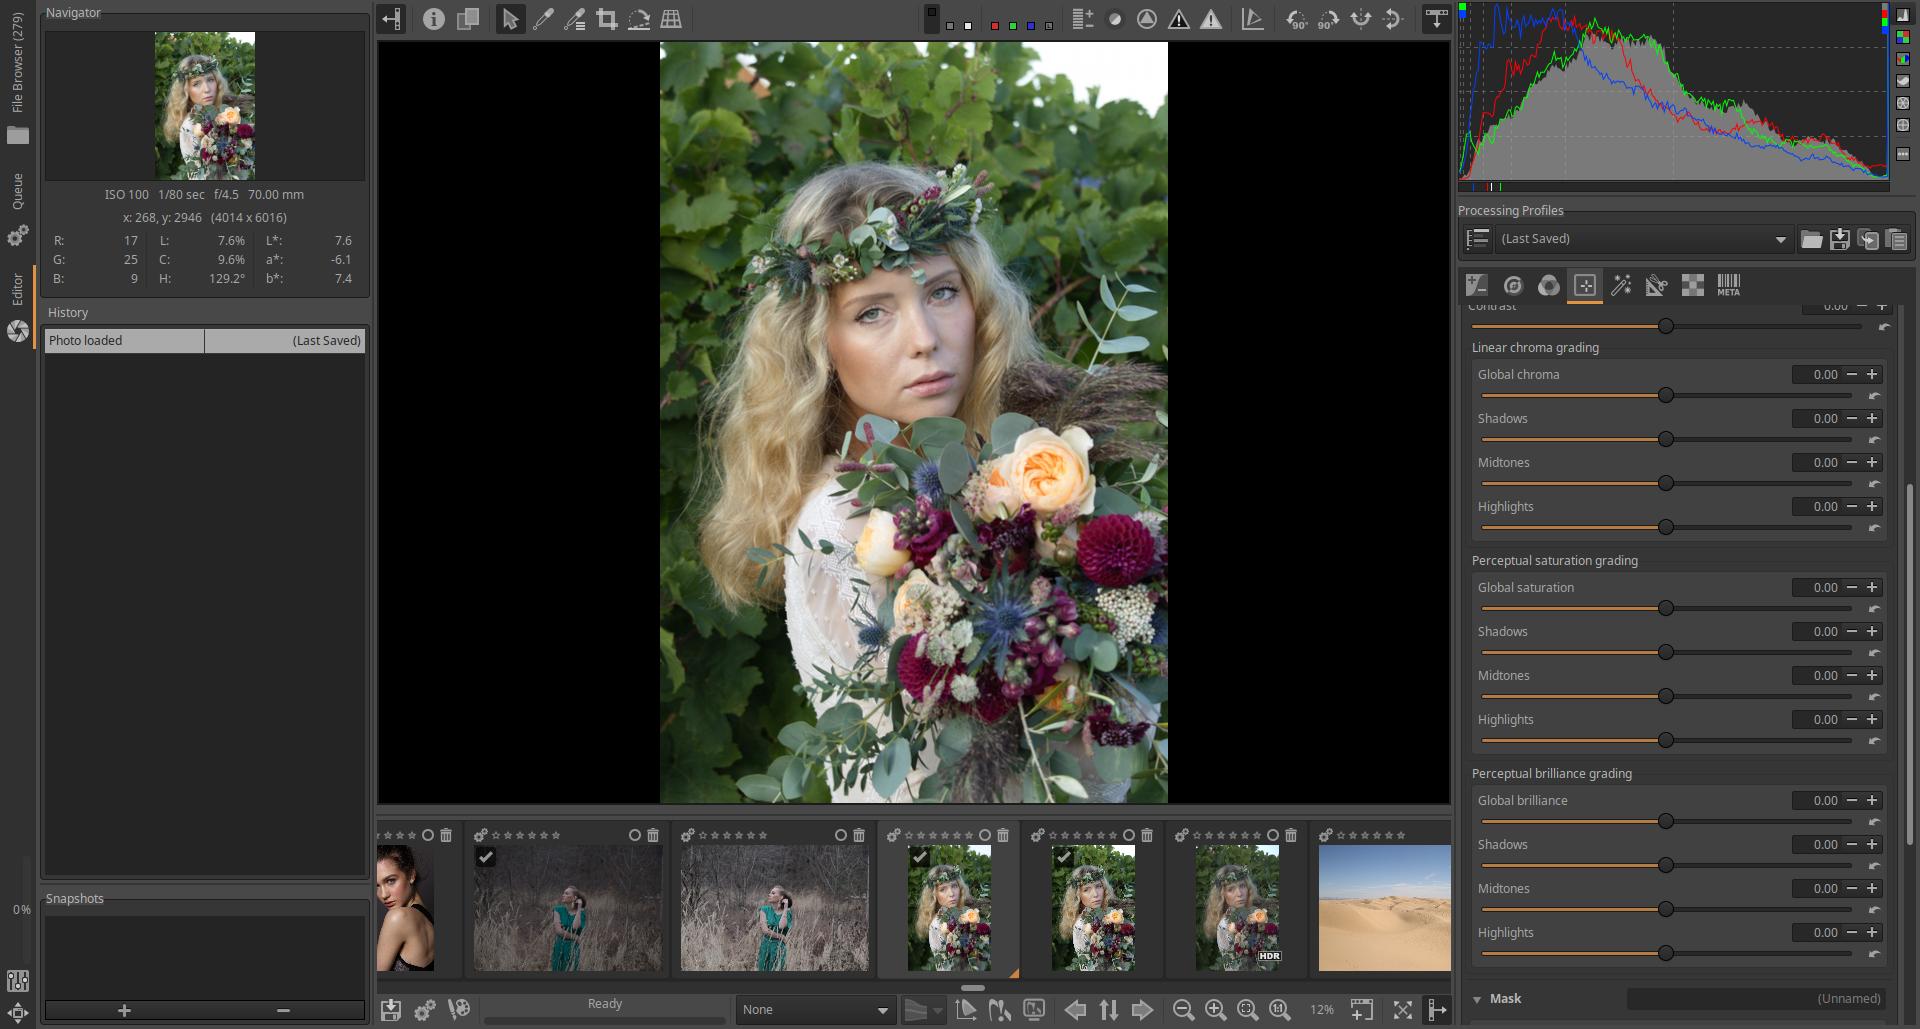 File Browser (279)
Queue
Editor
0%
Navigator
ISO 100 1/80 sec f/4.5 70.00 mm
x: 268, y: 2946 (4014 x 6016)
R: 17 L: 7.6% L*: 7.6
G: 25 C: 9.6% a*: -6.1
B: 9 H: 129.2° b*: 7.4
History
Photo loaded (Last Saved)
Snapshots
90° 90°
HDR
Ready
None
1:1
12%
Processing Profiles
(Last Saved)
META
Contrast 0.00
Linear chroma grading
Global chroma 0.00
Shadows 0.00
Midtones 0.00
Highlights 0.00
Perceptual saturation grading
Global saturation 0.00
Shadows 0.00
Midtones 0.00
Highlights 0.00
Perceptual brilliance grading
Global brilliance 0.00
Shadows 0.00
Midtones 0.00
Highlights 0.00
Mask (Unnamed)